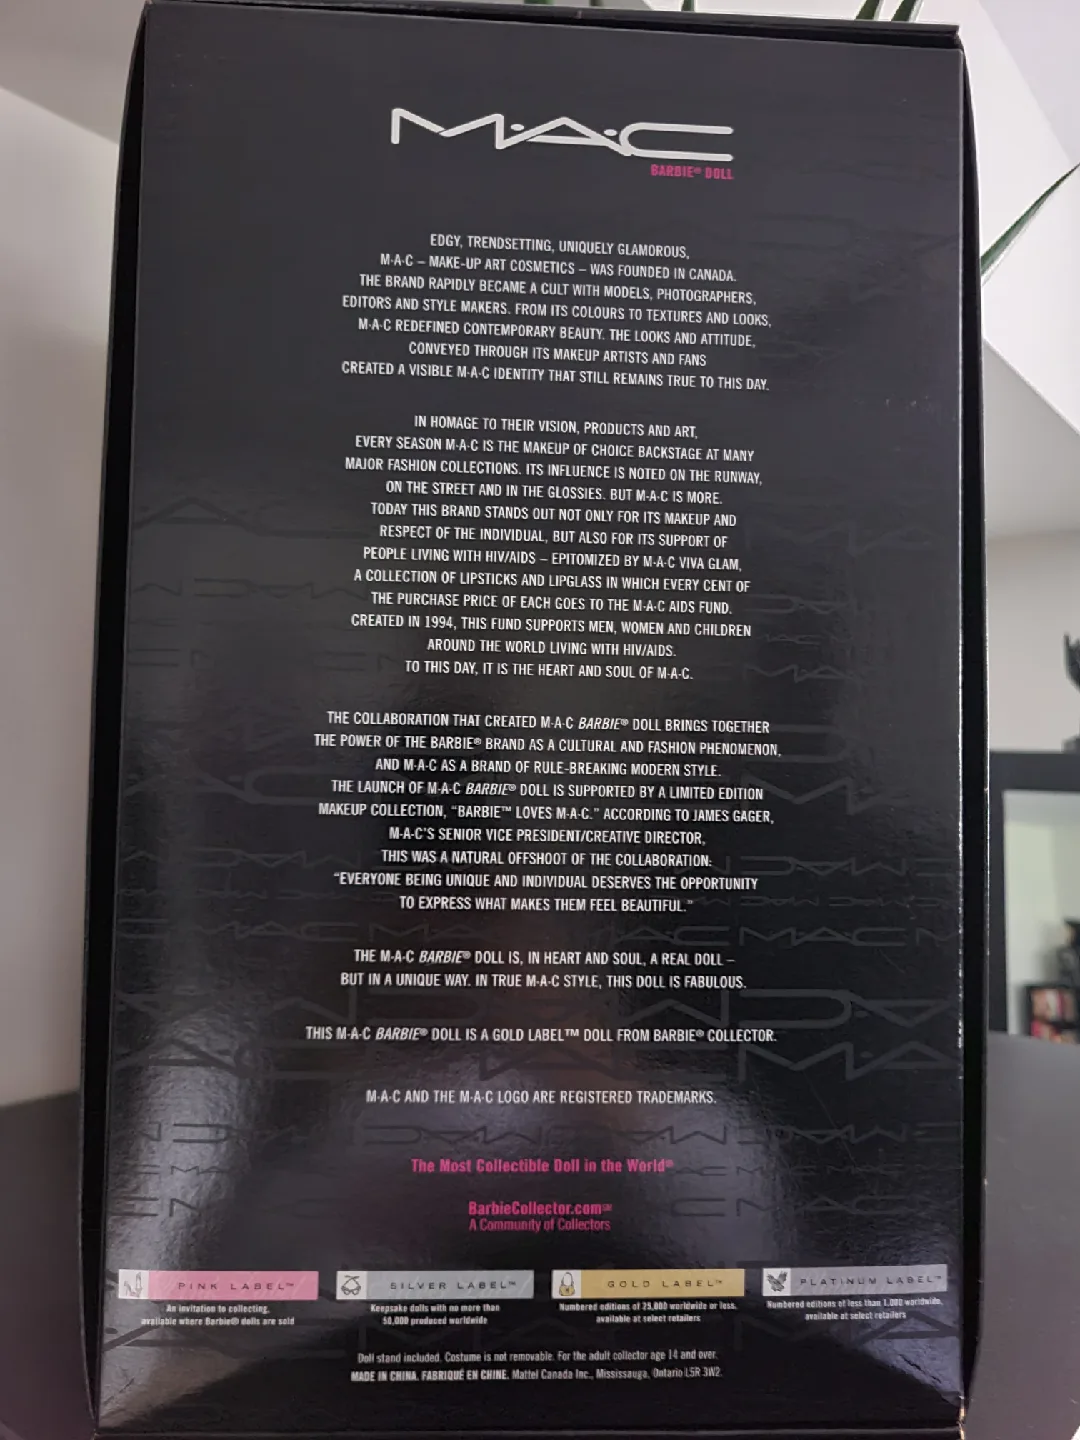 M·A·C
BARBIE® DOLL
EDGY, TRENDSETTING, UNIQUELY GLAMOROUS,
M·A·C – MAKE-UP ART COSMETICS – WAS FOUNDED IN CANADA.
THE BRAND RAPIDLY BECAME A CULT WITH MODELS, PHOTOGRAPHERS,
EDITORS AND STYLE MAKERS. FROM ITS COLOURS TO TEXTURES AND LOOKS,
M·A·C REDEFINED CONTEMPORARY BEAUTY. THE LOOKS AND ATTITUDE,
CONVEYED THROUGH ITS MAKEUP ARTISTS AND FANS
CREATED A VISIBLE M·A·C IDENTITY THAT STILL REMAINS TRUE TO THIS DAY.
IN HOMAGE TO THEIR VISION, PRODUCTS AND ART,
EVERY SEASON M·A·C IS THE MAKEUP OF CHOICE BACKSTAGE AT MANY
MAJOR FASHION COLLECTIONS. ITS INFLUENCE IS NOTED ON THE RUNWAY,
ON THE STREET AND IN THE GLOSSIES. BUT M·A·C IS MORE.
TODAY THIS BRAND STANDS OUT NOT ONLY FOR ITS MAKEUP AND
RESPECT OF THE INDIVIDUAL, BUT ALSO FOR ITS SUPPORT OF
PEOPLE LIVING WITH HIV/AIDS – EPITOMIZED BY M·A·C VIVA GLAM,
A COLLECTION OF LIPSTICKS AND LIPGLASS IN WHICH EVERY CENT OF
THE PURCHASE PRICE OF EACH GOES TO THE M·A·C AIDS FUND.
CREATED IN 1994, THIS FUND SUPPORTS MEN, WOMEN AND CHILDREN
AROUND THE WORLD LIVING WITH HIV/AIDS.
TO THIS DAY, IT IS THE HEART AND SOUL OF M·A·C.
THE COLLABORATION THAT CREATED M·A·C BARBIE® DOLL BRINGS TOGETHER
THE POWER OF THE BARBIE® BRAND AS A CULTURAL AND FASHION PHENOMENON,
AND M·A·C AS A BRAND OF RULE-BREAKING MODERN STYLE.
THE LAUNCH OF M·A·C BARBIE® DOLL IS SUPPORTED BY A LIMITED EDITION
MAKEUP COLLECTION, “BARBIE™ LOVES M·A·C.” ACCORDING TO JAMES GAGER,
M·A·C’S SENIOR VICE PRESIDENT/CREATIVE DIRECTOR,
THIS WAS A NATURAL OFFSHOOT OF THE COLLABORATION:
“EVERYONE BEING UNIQUE AND INDIVIDUAL DESERVES THE OPPORTUNITY
TO EXPRESS WHAT MAKES THEM FEEL BEAUTIFUL.”
THE M·A·C BARBIE® DOLL IS, IN HEART AND SOUL, A REAL DOLL –
BUT IN A UNIQUE WAY. IN TRUE M·A·C STYLE, THIS DOLL IS FABULOUS.
THIS M·A·C BARBIE® DOLL IS A GOLD LABEL™ DOLL FROM BARBIE® COLLECTOR.
M·A·C AND THE M·A·C LOGO ARE REGISTERED TRADEMARKS.
The Most Collectible Doll in the World®
BarbieCollector.com℠
A Community of Collectors
PINK LABEL™ SILVER LABEL™ GOLD LABEL™ PLATINUM LABEL™
An invitation to collecting, Keepsake dolls with no more than Numbered editions of 25,000 worldwide or less, Numbered editions of less than 1,000 worldwide,
available where Barbie® dolls are sold 50,000 produced worldwide available at select retailers available at select retailers
Doll stand included. Costume is not removable. For the adult collector age 14 and over.
MADE IN CHINA. FABRIQUÉ EN CHINE. Mattel Canada Inc., Mississauga, Ontario L5R 3W2.